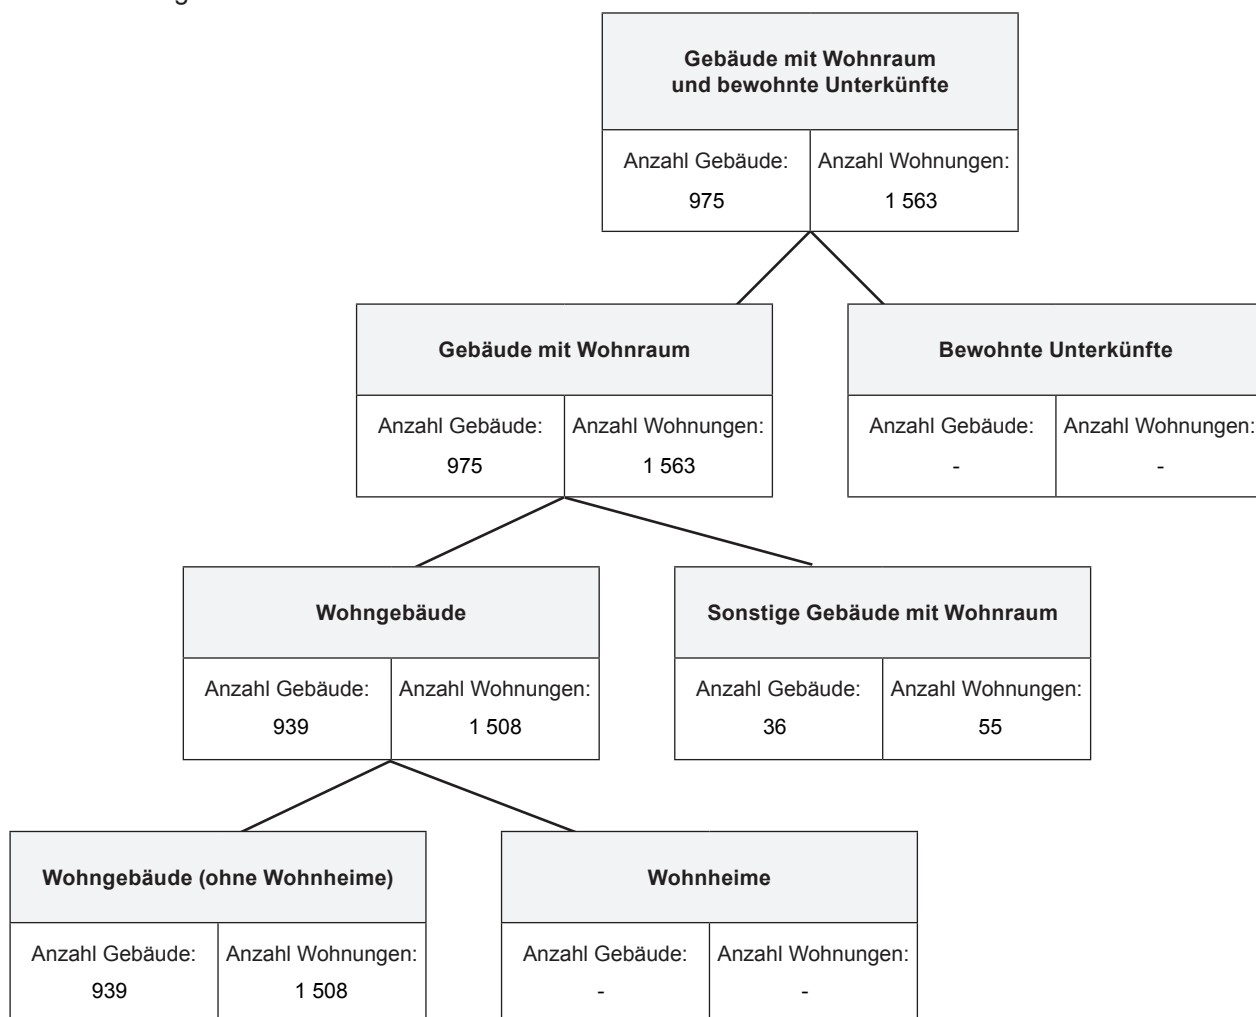 Gebäude mit Wohnraum
und bewohnte Unterkünfte
Anzahl Gebäude: Anzahl Wohnungen:
975 1 563
Gebäude mit Wohnraum
Anzahl Gebäude: Anzahl Wohnungen:
975 1 563
Bewohnte Unterkünfte
Anzahl Gebäude: Anzahl Wohnungen:
- -
Wohngebäude
Anzahl Gebäude: Anzahl Wohnungen:
939 1 508
Sonstige Gebäude mit Wohnraum
Anzahl Gebäude: Anzahl Wohnungen:
36 55
Wohngebäude (ohne Wohnheime)
Anzahl Gebäude: Anzahl Wohnungen:
939 1 508
Wohnheime
Anzahl Gebäude: Anzahl Wohnungen:
- -